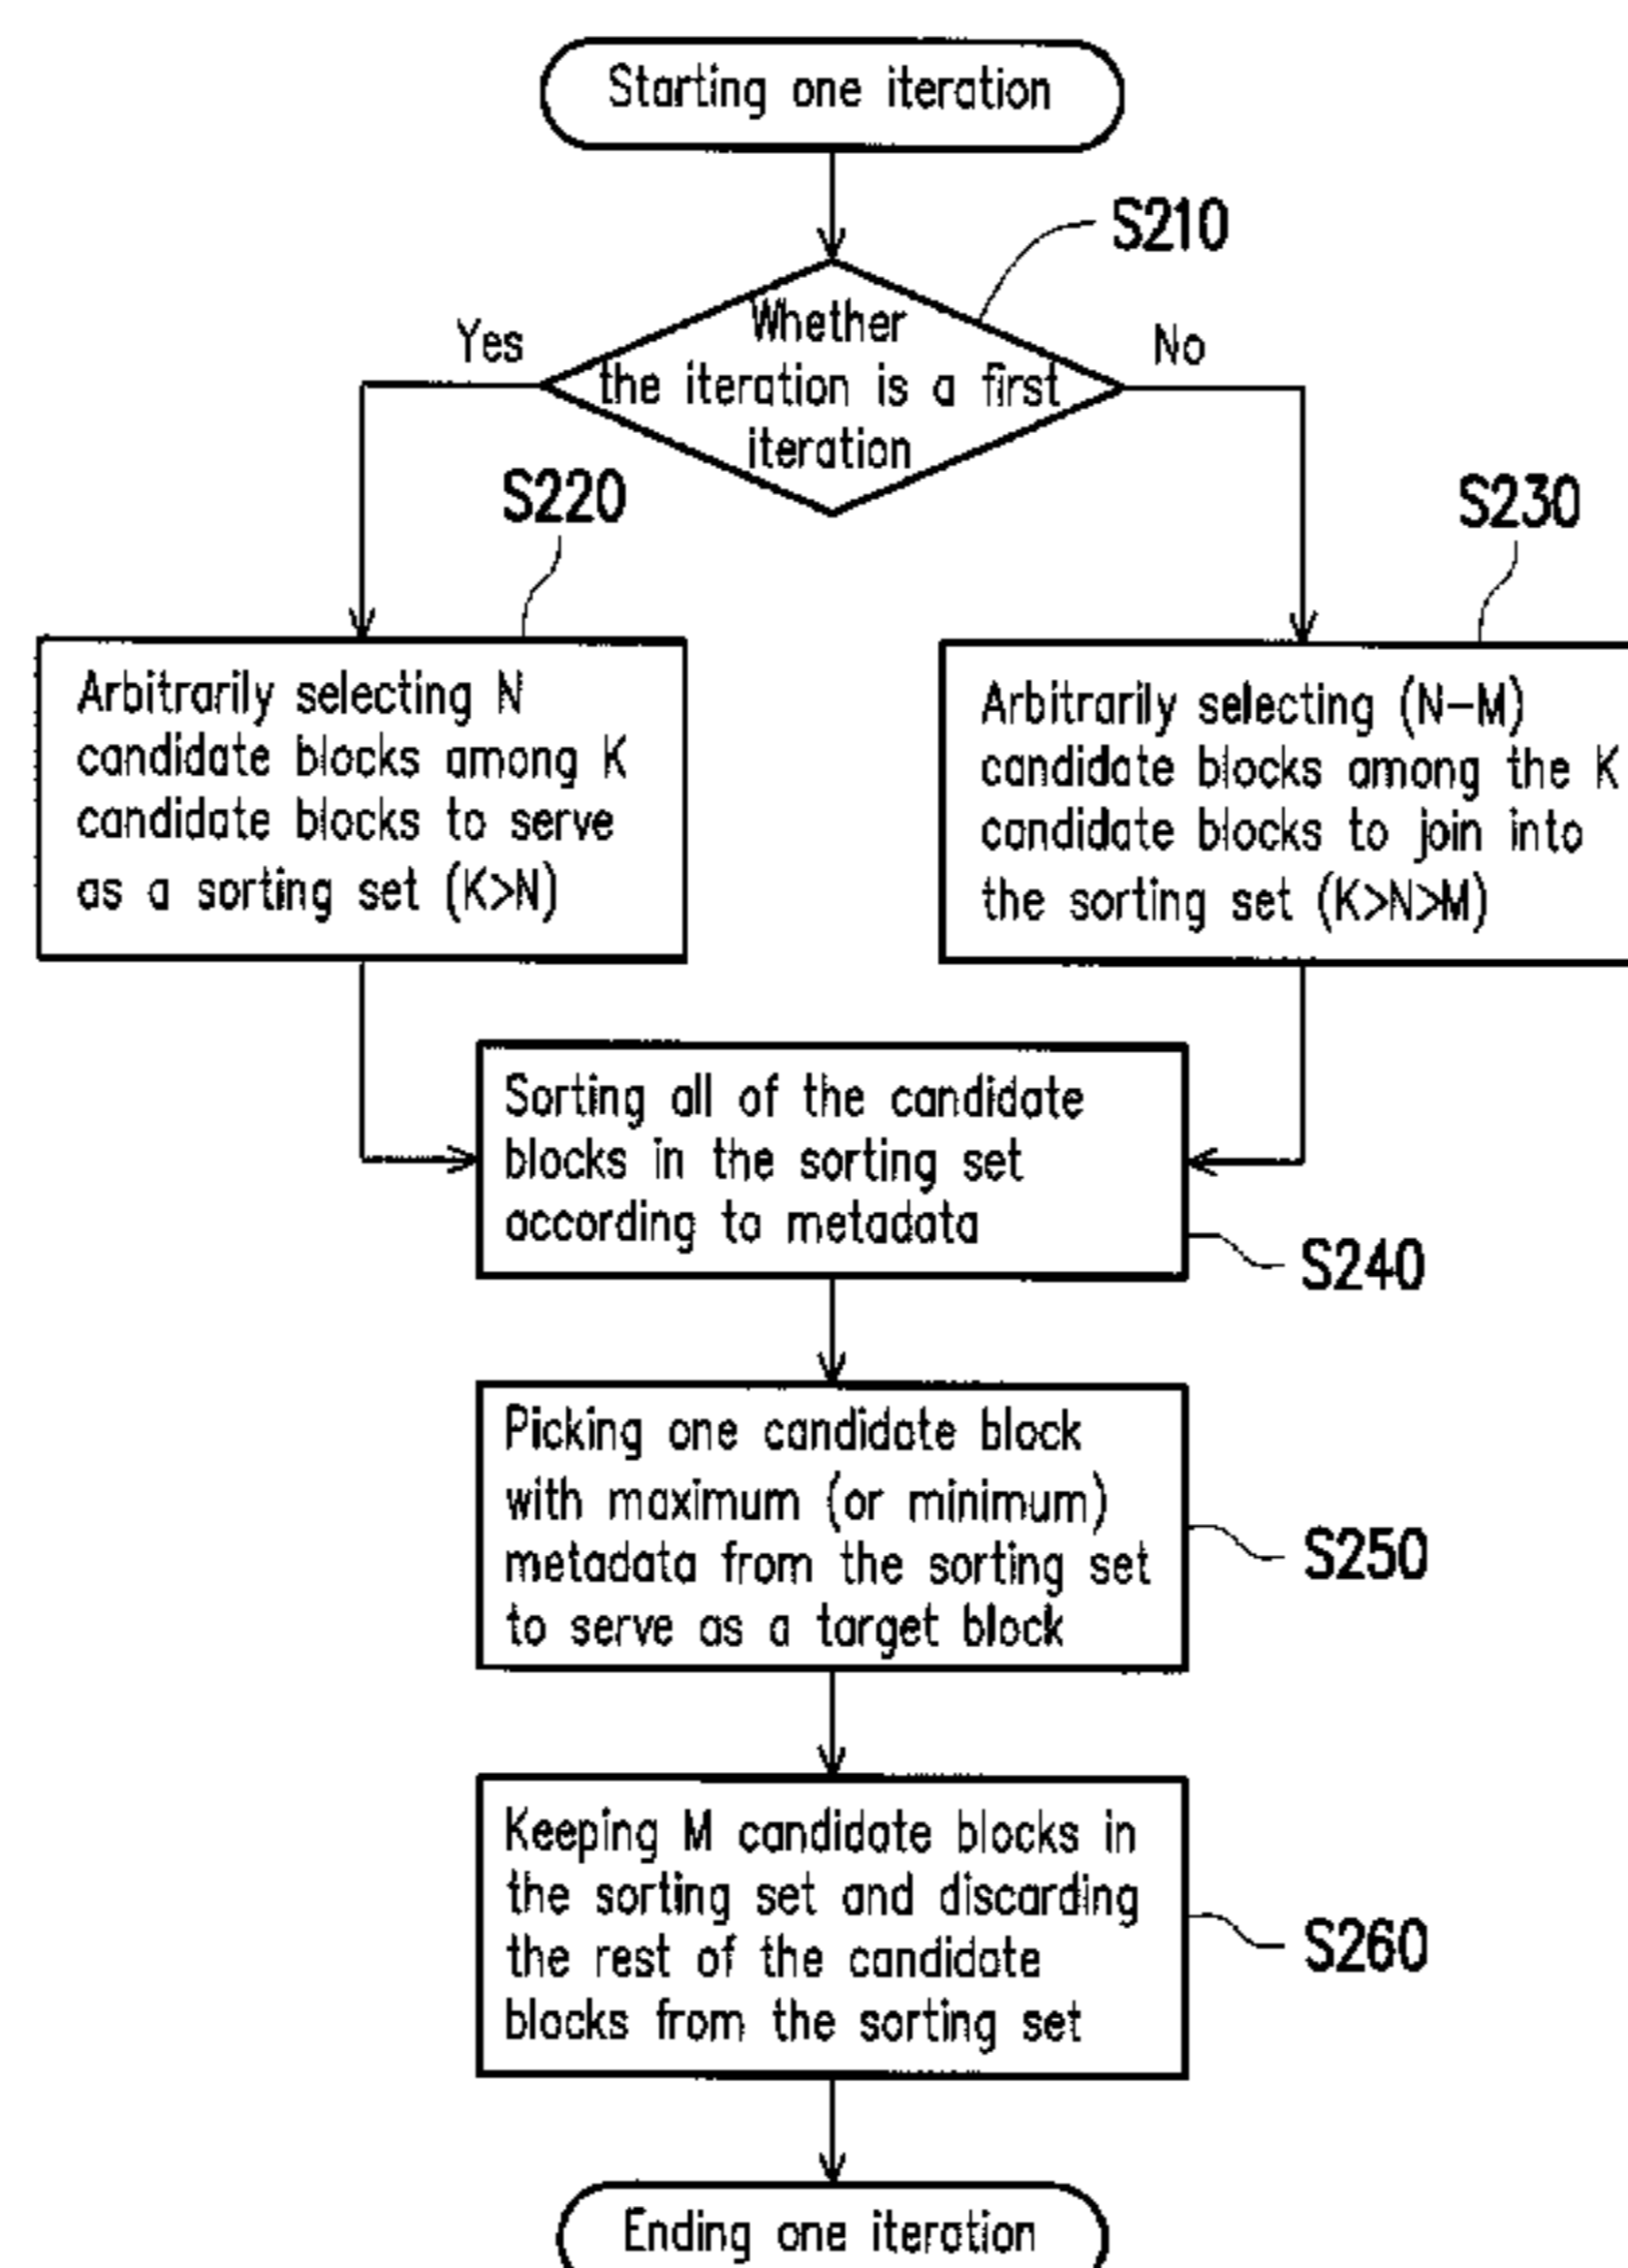 Starting one iteration
S210
Whether
the iteration is a first
iteration
Yes
No
S220
Arbitrarily selecting N
candidate blocks among K
candidate blocks to serve
as a sorting set (K>N)
S230
Arbitrarily selecting (N-M)
candidate blocks among the K
candidate blocks to join into
the sorting set (K>N>M)
Sorting all of the candidate
blocks in the sorting set
according to metadata
S240
Picking one candidate block
with maximum (or minimum)
metadata from the sorting set
to serve as a target block
S250
Keeping M candidate blocks in
the sorting set and discarding
the rest of the candidate
blocks from the sorting set
S260
Ending one iteration